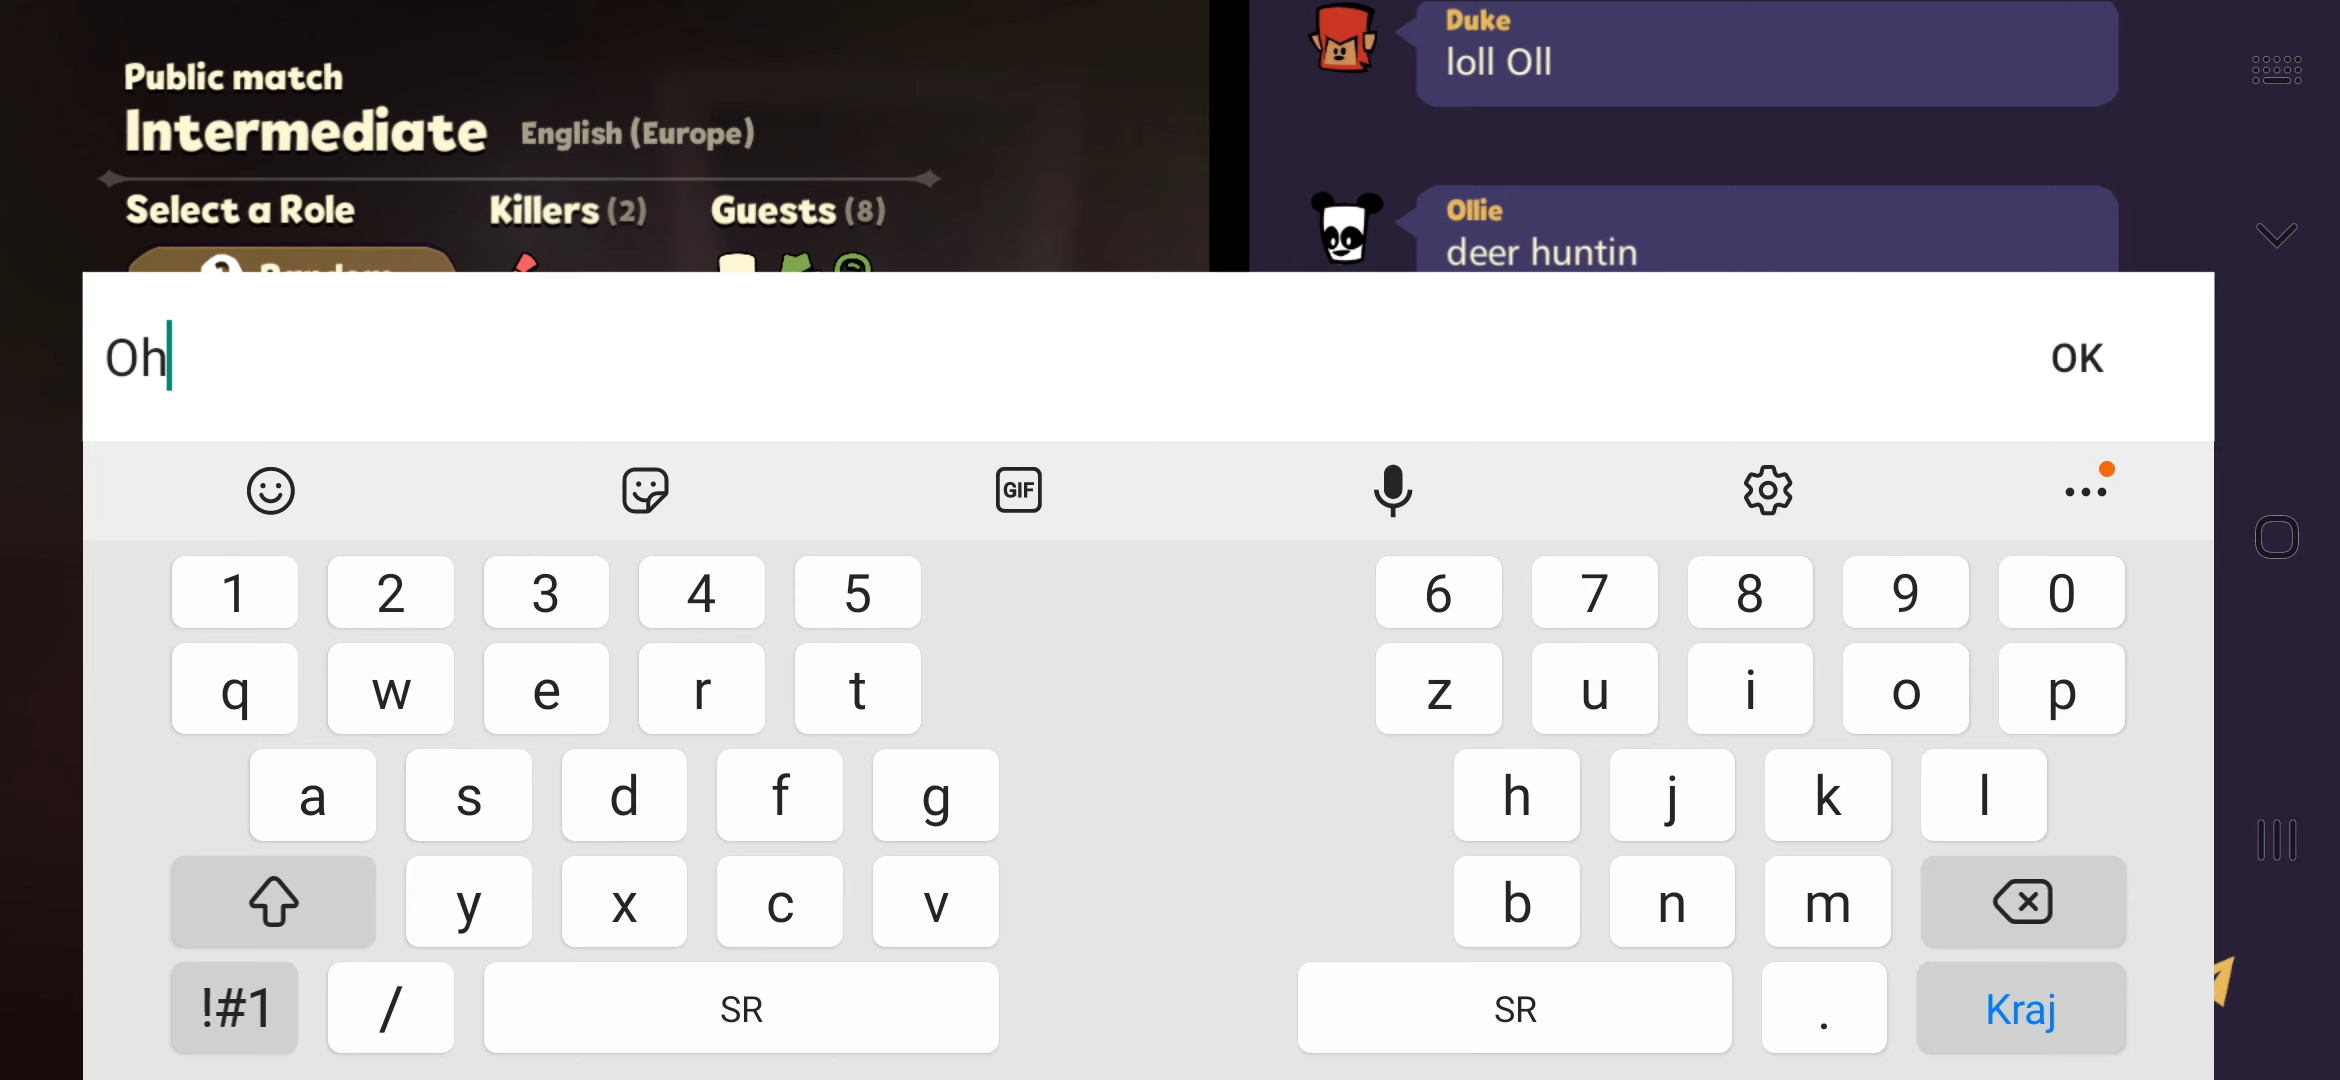 Public match
Intermediate English (Europe)
Select a Role Killers (2) Guests (8)
Random
Duke
loll Oll
Ollie
deer huntin
Oh
OK
GIF
1 2 3 4 5 6 7 8 9 0
q w e r t z u i o p
a s d f g h j k l
y x c v b n m
!#1 / SR SR . Kraj